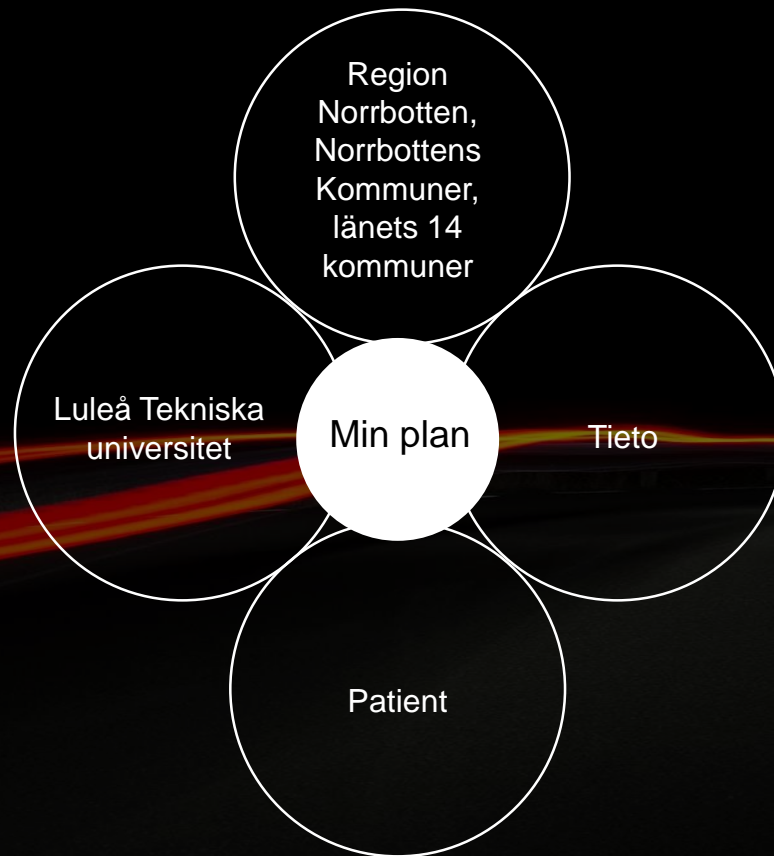 Region
Norrbotten,
Norrbottens
Kommuner,
länets 14
kommuner
Luleå Tekniska
universitet
Min plan
Tieto
Patient